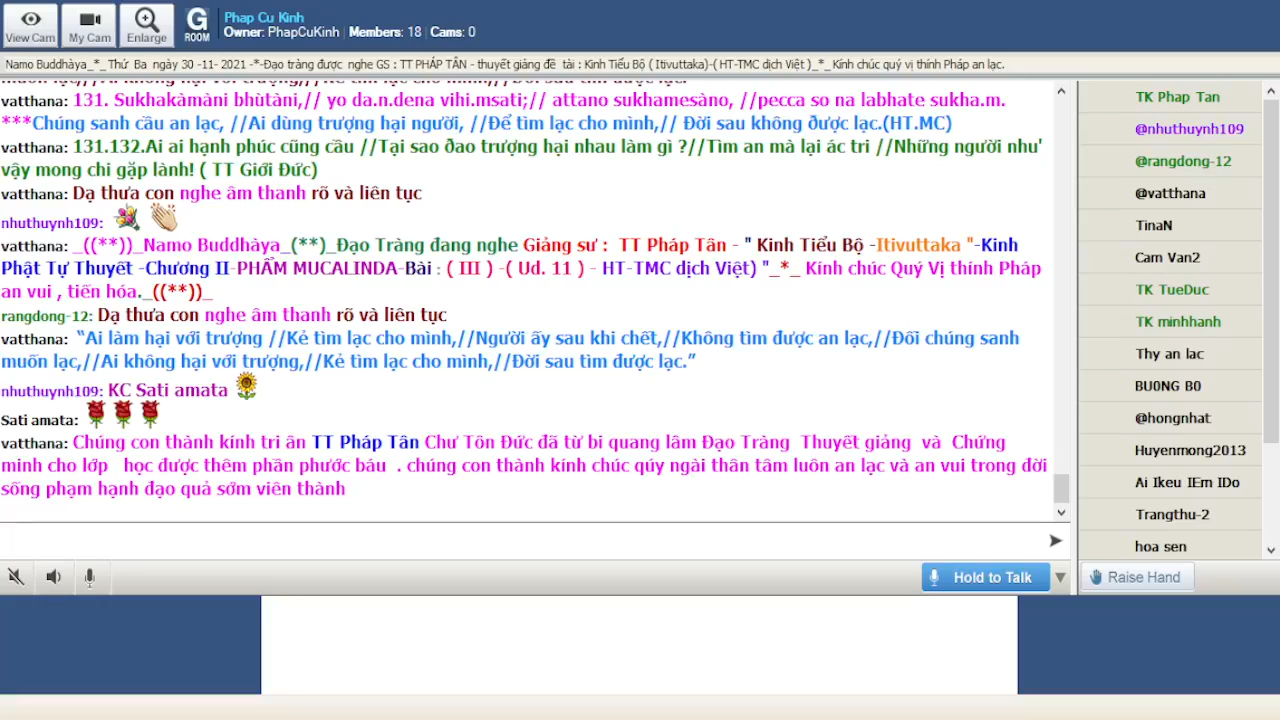 View Cam
My Cam
Enlarge
G
ROOM
Phap Cu Kinh
Owner: PhapCuKinh | Members: 18 | Cams: 0
Namo Buddhàya_*_ Thứ Ba ngày 30 -11- 2021 -*-Đạo tràng được nghe GS : TT PHÁP TÂN - thuyết giảng đề tài : Kinh Tiểu Bộ ( Itivuttaka)-( HT-TMC dịch Việt )_*_Kính chúc quý vị thính Pháp an lạc.
vatthana: 131. Sukhakàmàni bhùtàni,// yo da.n.dena vihi.msati;// attano sukhamesàno, //pecca so na labhate sukha.m.
***Chúng sanh cầu an lạc, //Ai dùng trượng hại người, //Để tìm lạc cho mình,// Đời sau không được lạc.(HT.MC)
vatthana: 131.132.Ai ai hạnh phúc cũng cầu //Tại sao đao trượng hại nhau làm gì ?//Tìm an mà lại ác tri //Những người như'
vậy mong chi gặp lành! ( TT Giới Đức)
vatthana: Dạ thưa con nghe âm thanh rõ và liên tục
nhuthuynh109:
vatthana: _((**))_Namo Buddhàya_(**)_Đạo Tràng đang nghe Giảng sư : TT Pháp Tân - " Kinh Tiểu Bộ -Itivuttaka "-Kinh
Phật Tự Thuyết -Chương II-PHẨM MUCALINDA-Bài : ( III ) -( Ud. 11 ) - HT-TMC dịch Việt) "_*_ Kính chúc Quý Vị thính Pháp
an vui , tiến hóa._((**))_
rangdong-12: Dạ thưa con nghe âm thanh rõ và liên tục
vatthana: “Ai làm hại với trượng //Kẻ tìm lạc cho mình,//Người ấy sau khi chết,//Không tìm được an lạc,//Đối chúng sanh
muốn lạc,//Ai không hại với trượng,//Kẻ tìm lạc cho mình,//Đời sau tìm được lạc.”
nhuthuynh109: KC Sati amata
Sati amata:
vatthana: Chúng con thành kính tri ân TT Pháp Tân Chư Tôn Đức đã từ bi quang lâm Đạo Tràng Thuyết giảng và Chứng
minh cho lớp học được thêm phần phước báu . chúng con thành kính chúc qúy ngài thân tâm luôn an lạc và an vui trong đời
sống phạm hạnh đạo quả sớm viên thành
TK Phap Tan
@nhuthuynh109
@rangdong-12
@vatthana
TinaN
Cam Van2
TK TueDuc
TK minhhanh
Thy an lac
BU0NG B0
@hongnhat
Huyenmong2013
Ai Ikeu IEm IDo
Trangthu-2
hoa sen
Hold to Talk
Raise Hand